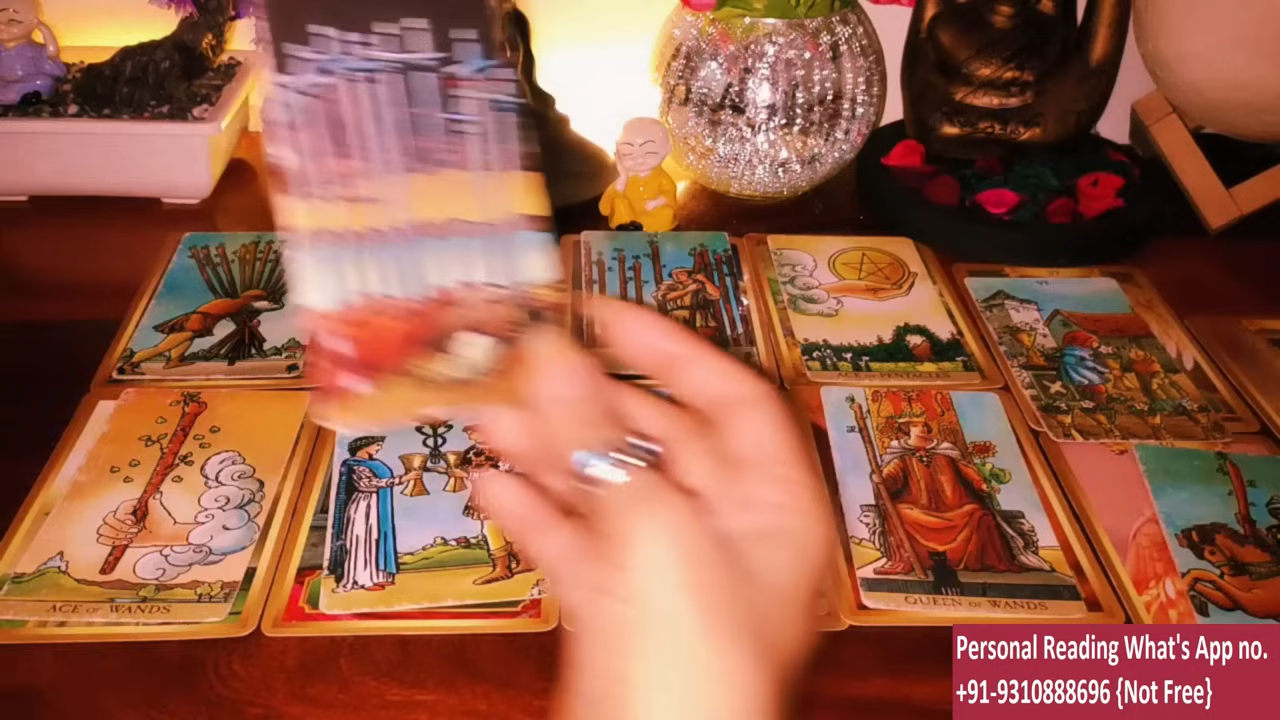 ACE OF WANDS
QUEEN OF WANDS
Personal Reading What's App no.
+91-9310888696 {Not Free}